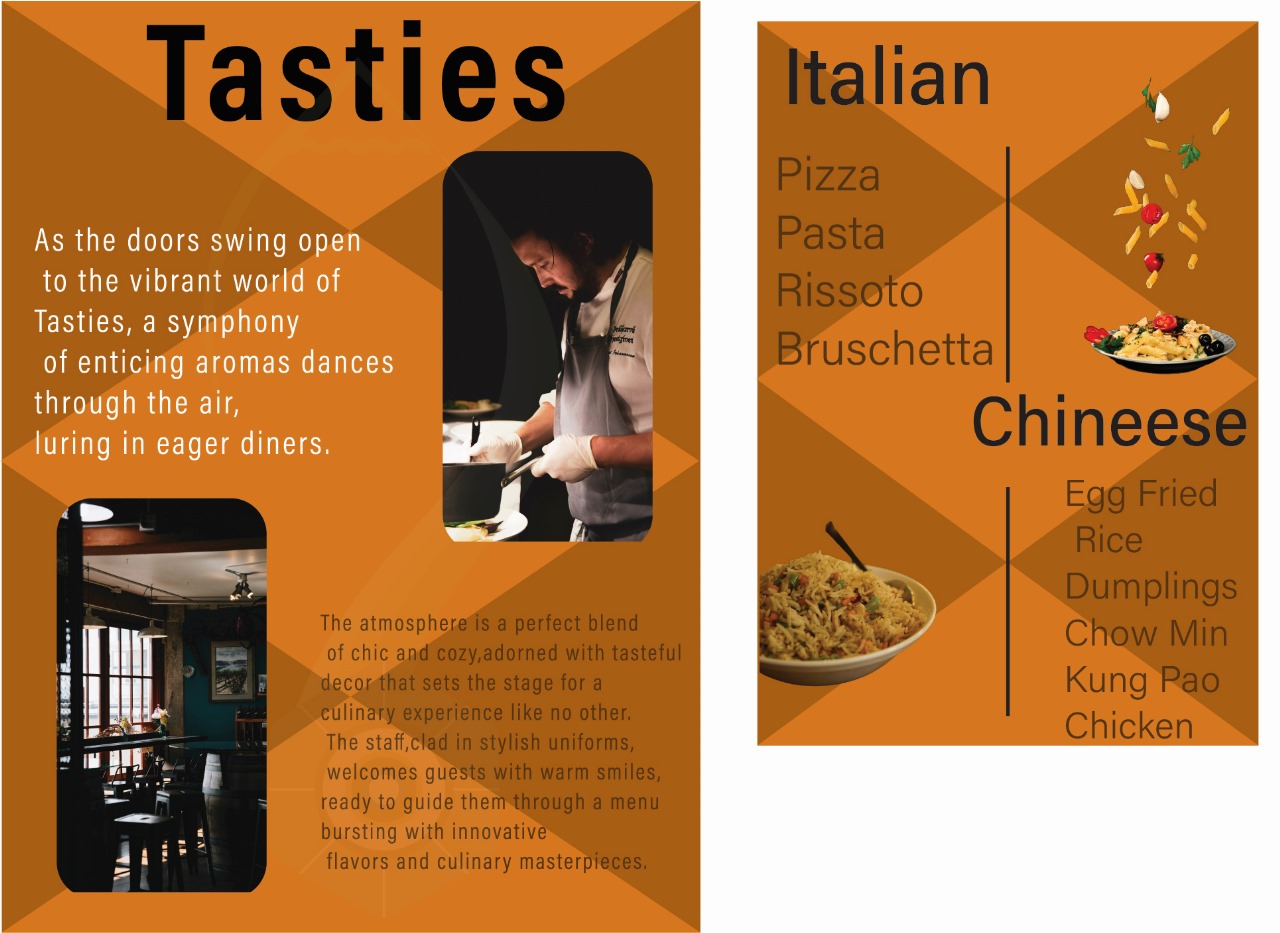 Tasties
As the doors swing open
to the vibrant world of
Tasties, a symphony
of enticing aromas dances
through the air,
luring in eager diners.
The atmosphere is a perfect blend
of chic and cozy,adorned with tasteful
decor that sets the stage for a
culinary experience like no other.
The staff,clad in stylish uniforms,
welcomes guests with warm smiles,
ready to guide them through a menu
bursting with innovative
flavors and culinary masterpieces.
Italian
Pizza
Pasta
Rissoto
Bruschetta
Chineese
Egg Fried
Rice
Dumplings
Chow Min
Kung Pao
Chicken